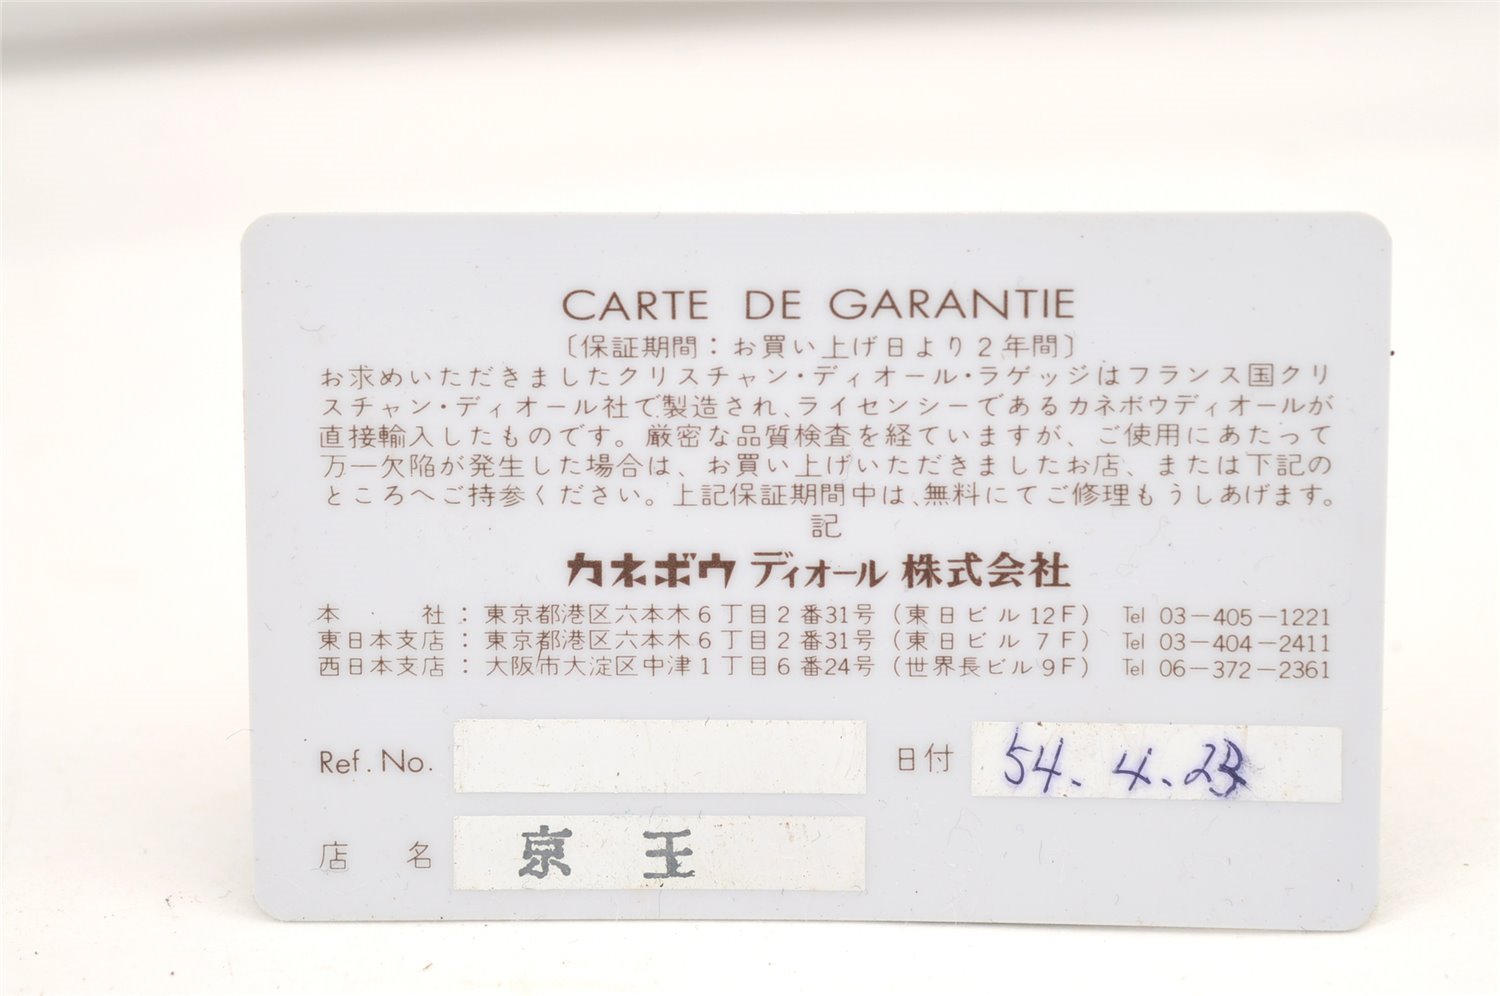 CARTE DE GARANTIE
〔保証期間：お買い上げ日より2年間〕
お求めいただきましたクリスチャン・ディオール・ラゲッジはフランス国クリ
スチャン・ディオール社で製造され、ライセンシーであるカネボウディオールが
直接輸入したものです。厳密な品質検査を経ていますが、ご使用にあたって
万一欠陥が発生した場合は、お買い上げいただきましたお店、または下記の
ところへご持参ください。上記保証期間中は、無料にてご修理もうしあげます。
記
カネボウ ディオール 株式会社
本社：東京都港区六本木6丁目2番31号（東日ビル12F） Tel 03－405－1221
東日本支店：東京都港区六本木6丁目2番31号（東日ビル7F） Tel 03－404－2411
西日本支店：大阪市大淀区中津1丁目6番24号（世界長ビル9F） Tel 06－372－2361
Ref. No. 日付 54.4.23
店名 京王